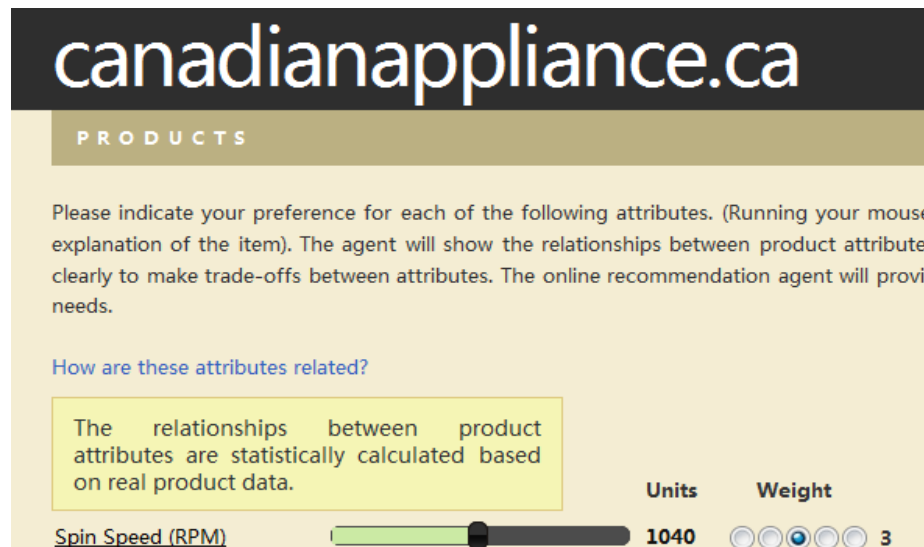 canadianappliance.ca
PRODUCTS
Please indicate your preference for each of the following attributes. (Running your mouse
explanation of the item). The agent will show the relationships between product attribute
clearly to make trade-offs between attributes. The online recommendation agent will provi
needs.
How are these attributes related?
The relationships between product
attributes are statistically calculated based
on real product data.
Units Weight
Spin Speed (RPM) 1040 3